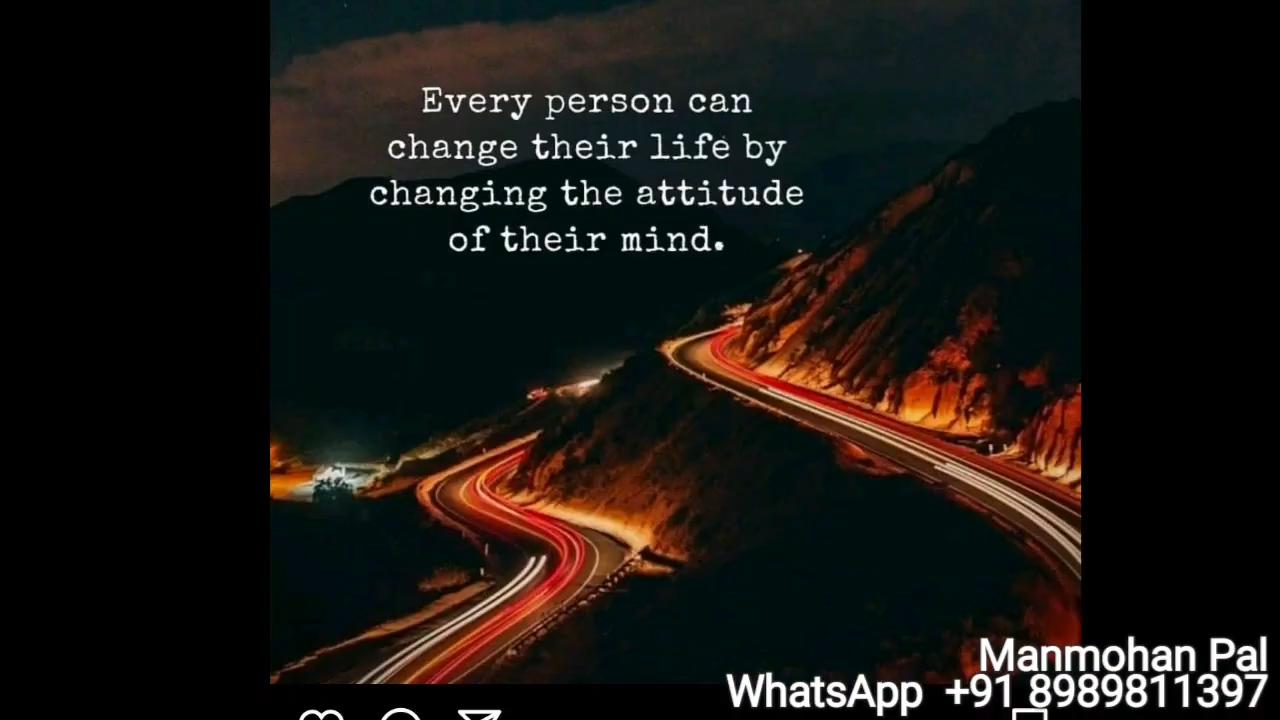 Every person can
change their life by
changing the attitude
of their mind.
Manmohan Pal
WhatsApp +91 8989811397